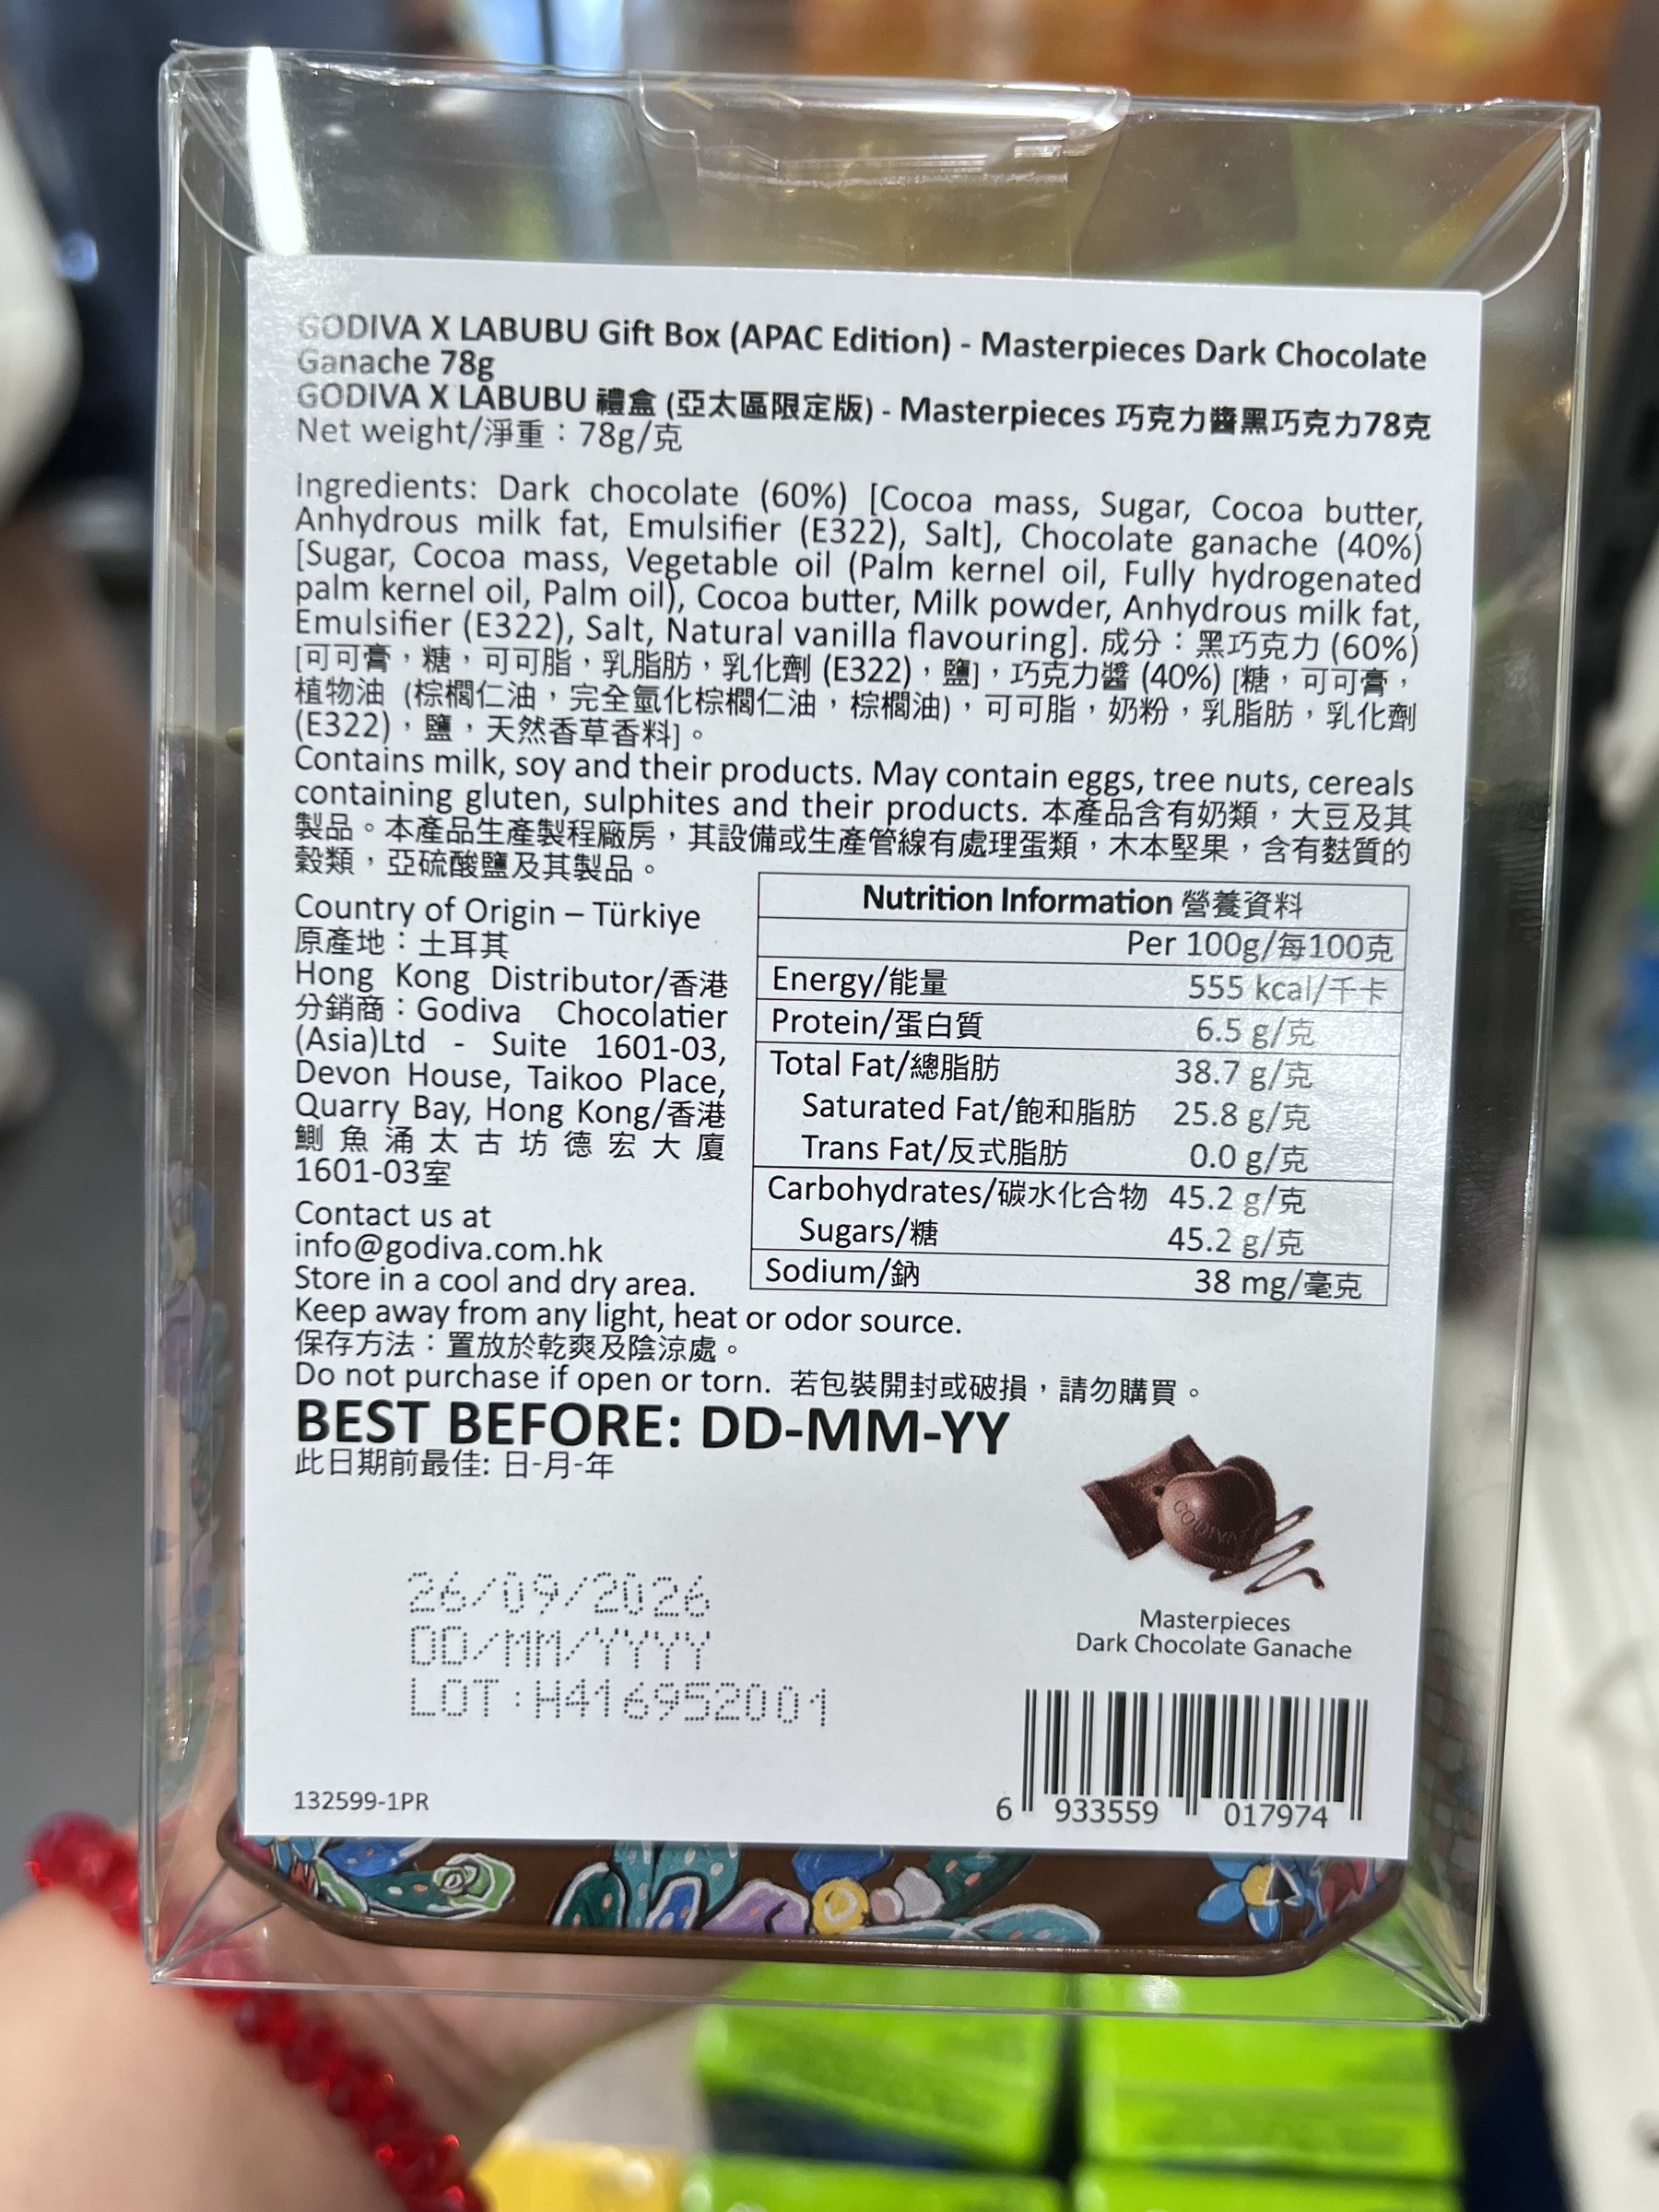 GODIVA X LABUBU Gift Box (APAC Edition) - Masterpieces Dark Chocolate
Ganache 78g
GODIVA X LABUBU 禮盒 (亞太區限定版) - Masterpieces 巧克力醬黑巧克力78克
Net weight/淨重：78g/克
Ingredients: Dark chocolate (60%) [Cocoa mass, Sugar, Cocoa butter,
Anhydrous milk fat, Emulsifier (E322), Salt], Chocolate ganache (40%)
[Sugar, Cocoa mass, Vegetable oil (Palm kernel oil, Fully hydrogenated
palm kernel oil, Palm oil), Cocoa butter, Milk powder, Anhydrous milk fat,
Emulsifier (E322), Salt, Natural vanilla flavouring]. 成分：黑巧克力 (60%)
[可可膏，糖，可可脂，乳脂肪，乳化劑 (E322)，鹽]，巧克力醬 (40%) [糖，可可膏，
植物油 (棕櫚仁油，完全氫化棕櫚仁油，棕櫚油)，可可脂，奶粉，乳脂肪，乳化劑
(E322)，鹽，天然香草香料]。
Contains milk, soy and their products. May contain eggs, tree nuts, cereals
containing gluten, sulphites and their products. 本產品含有奶類，大豆及其
製品。本產品生產製程廠房，其設備或生產管線有處理蛋類，木本堅果，含有麩質的
穀類，亞硫酸鹽及其製品。
Country of Origin – Türkiye
原產地：土耳其
Hong Kong Distributor/香港
分銷商：Godiva Chocolatier
(Asia)Ltd - Suite 1601-03,
Devon House, Taikoo Place,
Quarry Bay, Hong Kong/香港
鰂魚涌太古坊德宏大廈
1601-03室
Contact us at
info@godiva.com.hk
Store in a cool and dry area.
Keep away from any light, heat or odor source.
保存方法：置放於乾爽及陰涼處。
Do not purchase if open or torn. 若包裝開封或破損，請勿購買。
Nutrition Information 營養資料
Per 100g/每100克
Energy/能量 555 kcal/千卡
Protein/蛋白質 6.5 g/克
Total Fat/總脂肪 38.7 g/克
Saturated Fat/飽和脂肪 25.8 g/克
Trans Fat/反式脂肪 0.0 g/克
Carbohydrates/碳水化合物 45.2 g/克
Sugars/糖 45.2 g/克
Sodium/鈉 38 mg/毫克
BEST BEFORE: DD-MM-YY
此日期前最佳: 日-月-年
26/09/2026
DD/MM/YYYY
LOT:H416952001
GODIVA
Masterpieces
Dark Chocolate Ganache
132599-1PR
6 933559 017974